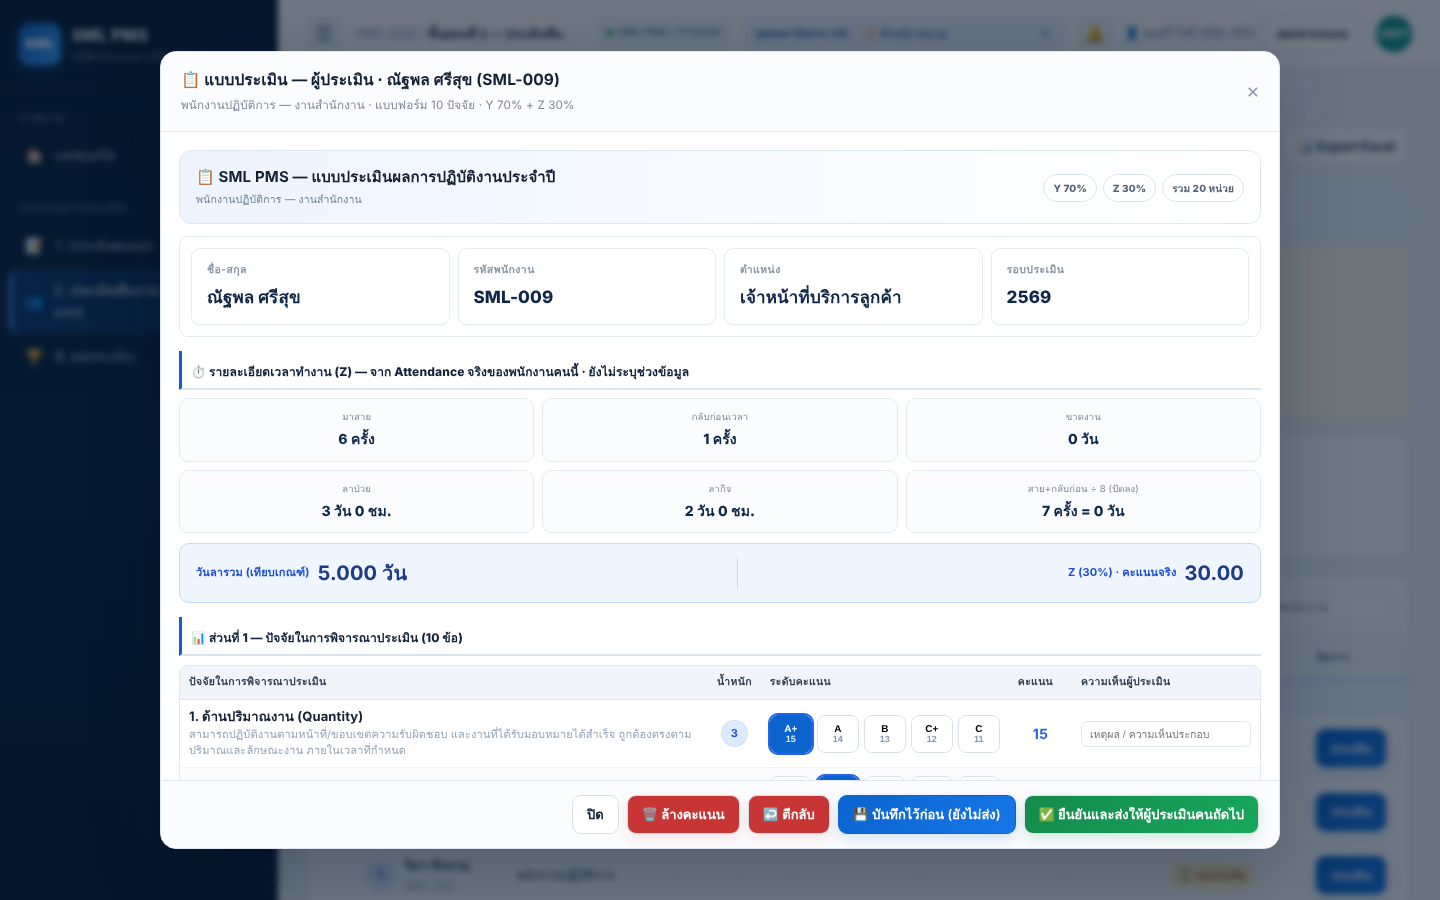 SML PMS
Export Excel
📋 แบบประเมิน — ผู้ประเมิน · ณัฐพล ศรีสุข (SML-009)
พนักงานปฏิบัติการ — งานสำนักงาน · แบบฟอร์ม 10 ปัจจัย · Y 70% + Z 30%
✕
📋 SML PMS — แบบประเมินผลการปฏิบัติงานประจำปี
พนักงานปฏิบัติการ — งานสำนักงาน
Y 70% Z 30% รวม 20 หน่วย
ชื่อ-สกุล รหัสพนักงาน ตำแหน่ง รอบประเมิน
ณัฐพล ศรีสุข SML-009 เจ้าหน้าที่บริการลูกค้า 2569
⏱️ รายละเอียดเวลาทำงาน (Z) — จาก Attendance จริงของพนักงานคนนี้ · ยังไม่ระบุช่วงข้อมูล
มาสาย กลับก่อนเวลา ขาดงาน
6 ครั้ง 1 ครั้ง 0 วัน
ลาป่วย ลากิจ สาย+กลับก่อน ÷ 8 (ปัดลง)
3 วัน 0 ชม. 2 วัน 0 ชม. 7 ครั้ง = 0 วัน
วันลารวม (เทียบเกณฑ์) 5.000 วัน Z (30%) · คะแนนจริง 30.00
📊 ส่วนที่ 1 — ปัจจัยในการพิจารณาประเมิน (10 ข้อ)
ปัจจัยในการพิจารณาประเมิน น้ำหนัก ระดับคะแนน คะแนน ความเห็นผู้ประเมิน
1. ด้านปริมาณงาน (Quantity)
สามารถปฏิบัติงานตามหน้าที่/ขอบเขตความรับผิดชอบ และงานที่ได้รับมอบหมายได้สำเร็จ ถูกต้องตรงตาม
ปริมาณและลักษณะงาน ภายในเวลาที่กำหนด
3
A+ A B C+ C
15 14 13 12 11
15
เหตุผล / ความเห็นประกอบ
ปิด 🗑️ ล้างคะแนน ↩️ ตีกลับ 💾 บันทึกไว้ก่อน (ยังไม่ส่ง) ✅ ยืนยันและส่งให้ผู้ประเมินคนถัดไป